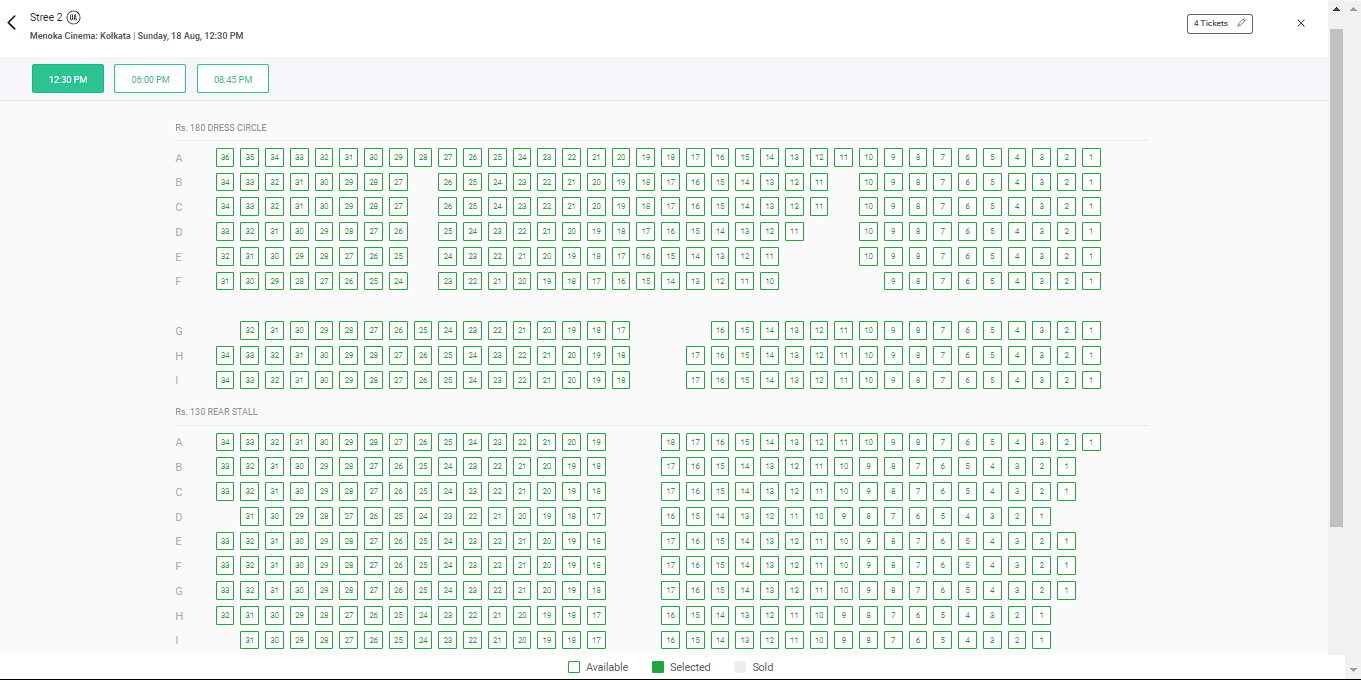 Stree 2 UA
Menoka Cinema: Kolkata | Sunday, 18 Aug, 12:30 PM
4 Tickets
12:30 PM 06:00 PM 08:45 PM
Rs. 180 DRESS CIRCLE
A 36 35 34 33 32 31 30 29 28 27 26 25 24 23 22 21 20 19 18 17 16 15 14 13 12 11 10 9 8 7 6 5 4 3 2 1
B 34 33 32 31 30 29 28 27 26 25 24 23 22 21 20 19 18 17 16 15 14 13 12 11 10 9 8 7 6 5 4 3 2 1
C 34 33 32 31 30 29 28 27 26 25 24 23 22 21 20 19 18 17 16 15 14 13 12 11 10 9 8 7 6 5 4 3 2 1
D 33 32 31 30 29 28 27 26 25 24 23 22 21 20 19 18 17 16 15 14 13 12 11 10 9 8 7 6 5 4 3 2 1
E 32 31 30 29 28 27 26 25 24 23 22 21 20 19 18 17 16 15 14 13 12 11 10 9 8 7 6 5 4 3 2 1
F 31 30 29 28 27 26 25 24 23 22 21 20 19 18 17 16 15 14 13 12 11 10 9 8 7 6 5 4 3 2 1
G 32 31 30 29 28 27 26 25 24 23 22 21 20 19 18 17 16 15 14 13 12 11 10 9 8 7 6 5 4 3 2 1
H 34 33 32 31 30 29 28 27 26 25 24 23 22 21 20 19 18 17 16 15 14 13 12 11 10 9 8 7 6 5 4 3 2 1
I 34 33 32 31 30 29 28 27 26 25 24 23 22 21 20 19 18 17 16 15 14 13 12 11 10 9 8 7 6 5 4 3 2 1
Rs. 130 REAR STALL
A 34 33 32 31 30 29 28 27 26 25 24 23 22 21 20 19 18 17 16 15 14 13 12 11 10 9 8 7 6 5 4 3 2 1
B 33 32 31 30 29 28 27 26 25 24 23 22 21 20 19 18 17 16 15 14 13 12 11 10 9 8 7 6 5 4 3 2 1
C 33 32 31 30 29 28 27 26 25 24 23 22 21 20 19 18 17 16 15 14 13 12 11 10 9 8 7 6 5 4 3 2 1
D 31 30 29 28 27 26 25 24 23 22 21 20 19 18 17 16 15 14 13 12 11 10 9 8 7 6 5 4 3 2 1
E 33 32 31 30 29 28 27 26 25 24 23 22 21 20 19 18 17 16 15 14 13 12 11 10 9 8 7 6 5 4 3 2 1
F 33 32 31 30 29 28 27 26 25 24 23 22 21 20 19 18 17 16 15 14 13 12 11 10 9 8 7 6 5 4 3 2 1
G 33 32 31 30 29 28 27 26 25 24 23 22 21 20 19 18 17 16 15 14 13 12 11 10 9 8 7 6 5 4 3 2 1
H 32 31 30 29 28 27 26 25 24 23 22 21 20 19 18 17 16 15 14 13 12 11 10 9 8 7 6 5 4 3 2 1
I 31 30 29 28 27 26 25 24 23 22 21 20 19 18 17 16 15 14 13 12 11 10 9 8 7 6 5 4 3 2 1
Available Selected Sold